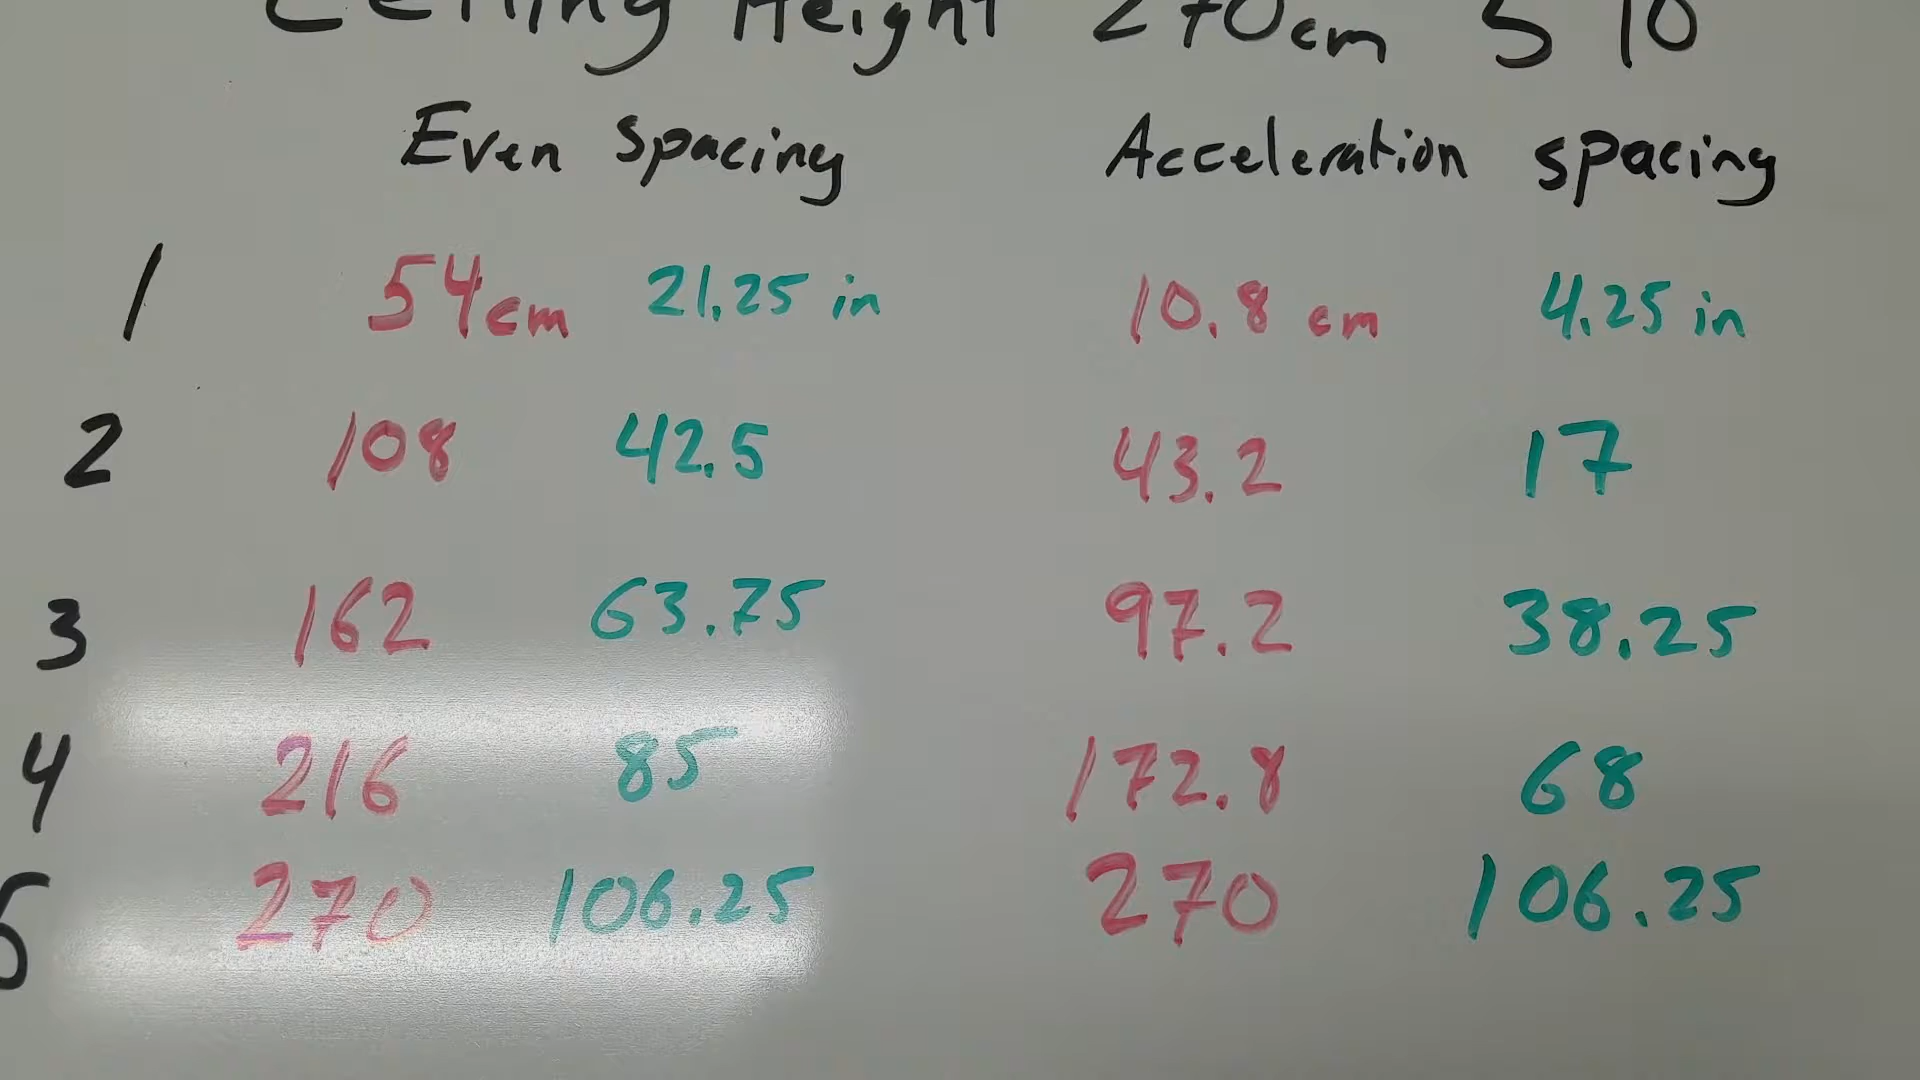 Ceiling Height 270cm 5 10
Even spacing Acceleration spacing
1 54cm 21.25 in 10.8 cm 4.25 in
2 108 42.5 43.2 17
3 162 63.75 97.2 38.25
4 216 85 172.8 68
5 270 106.25 270 106.25